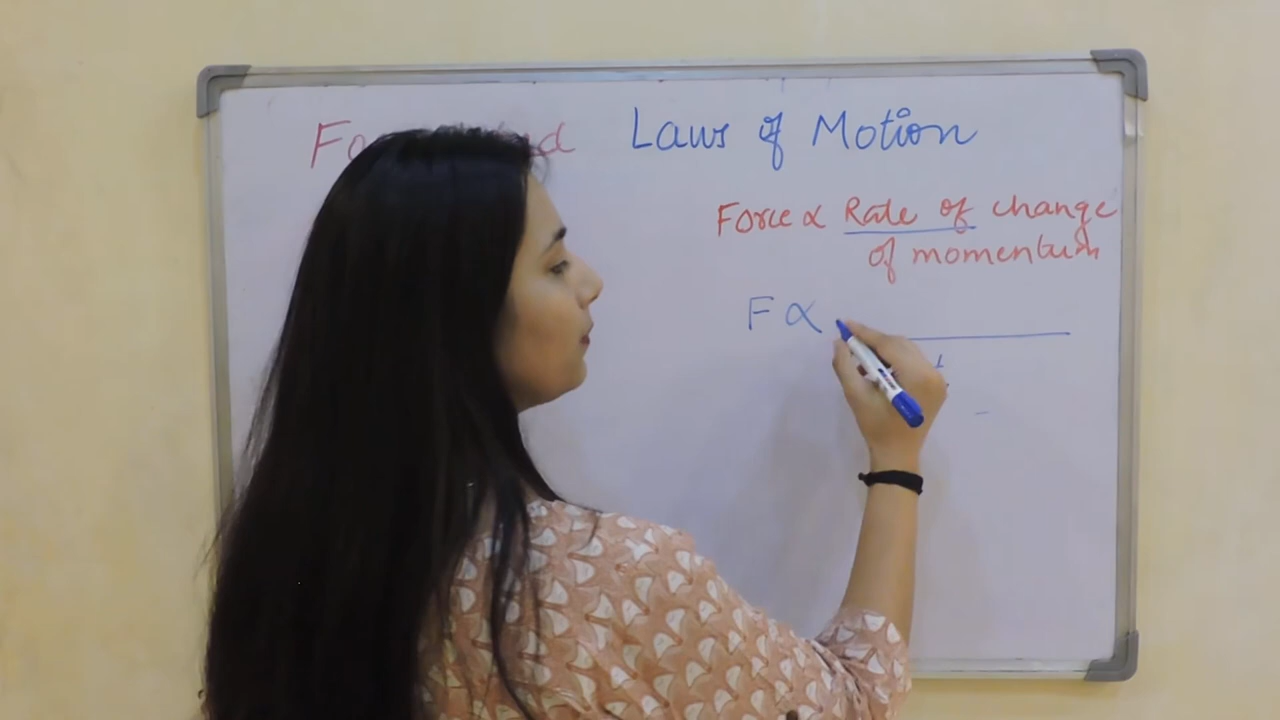 Laws of Motion
Force ∝ Rate of change
of momentum
F ∝
t